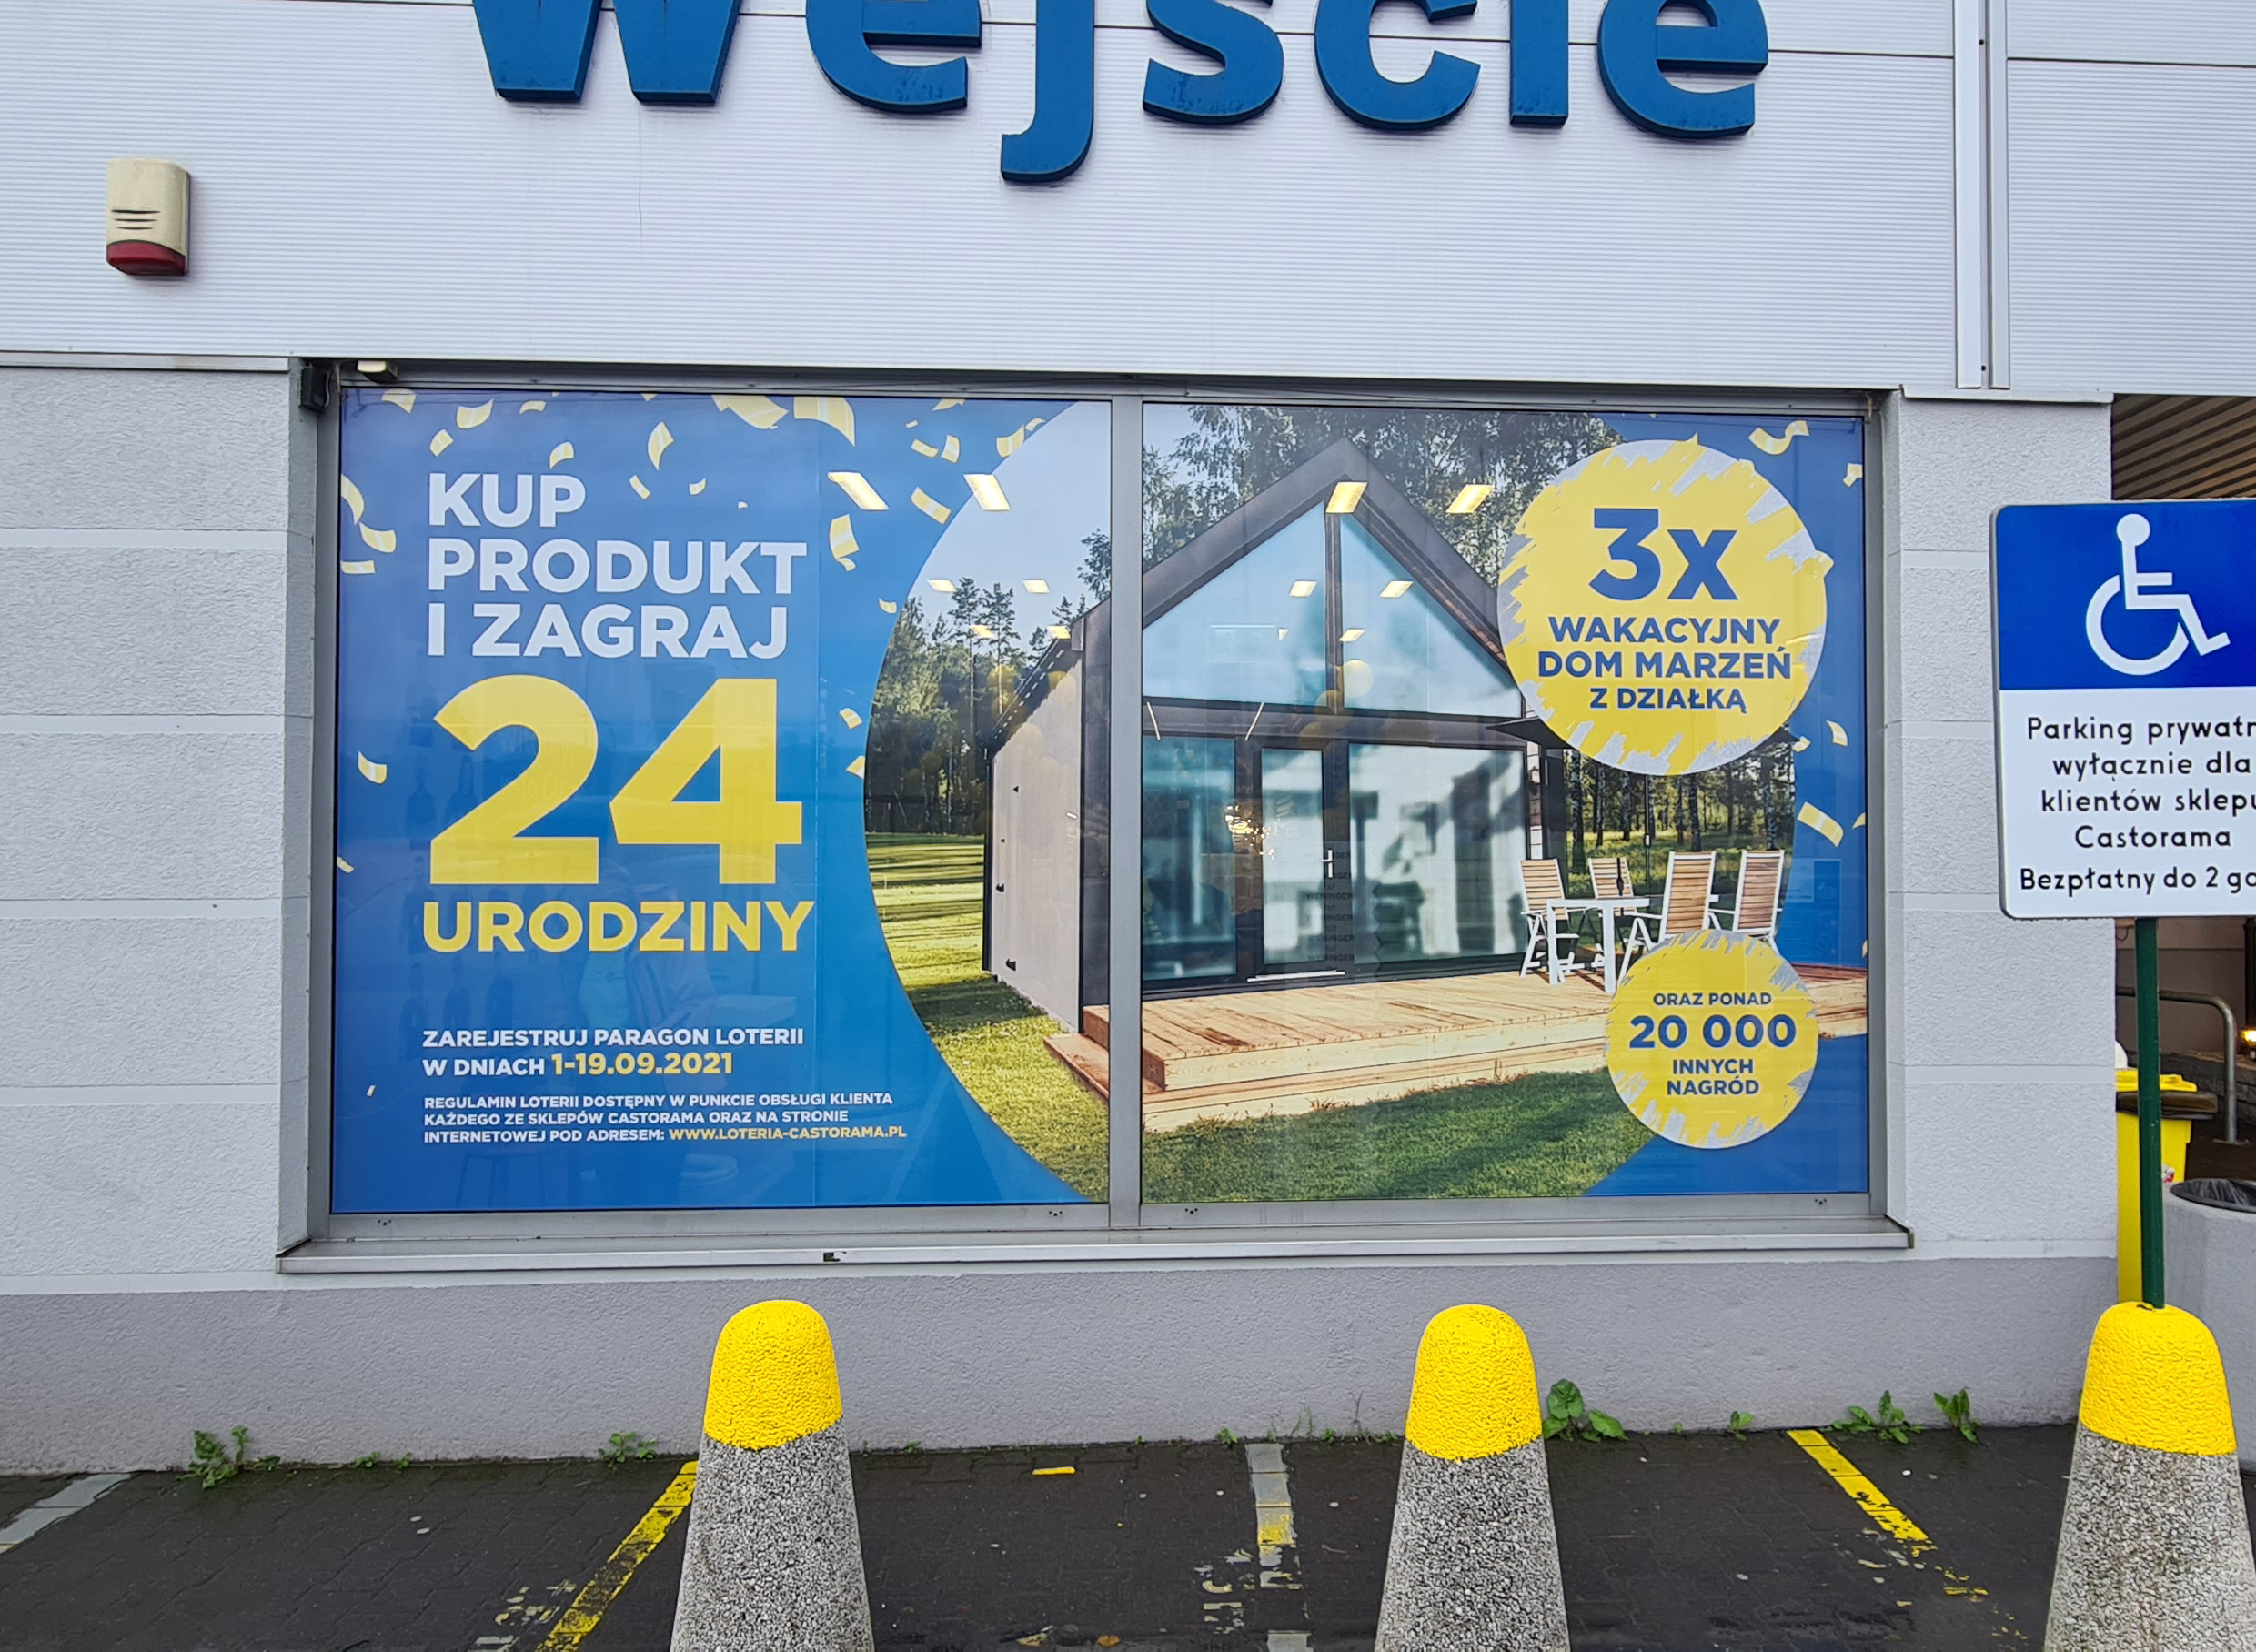 wejście
KUP
PRODUKT
I ZAGRAJ
24
URODZINY
ZAREJESTRUJ PARAGON LOTERII
W DNIACH 1-19.09.2021
REGULAMIN LOTERII DOSTĘPNY W PUNKCIE OBSŁUGI KLIENTA
KAŻDEGO ZE SKLEPÓW CASTORAMA ORAZ NA STRONIE
INTERNETOWEJ POD ADRESEM: WWW.LOTERIA-CASTORAMA.PL
3x
WAKACYJNY
DOM MARZEŃ
Z DZIAŁKĄ
ORAZ PONAD
20 000
INNYCH
NAGRÓD
Parking prywatn
wyłącznie dla
klientów sklepu
Castorama
Bezpłatny do 2 go